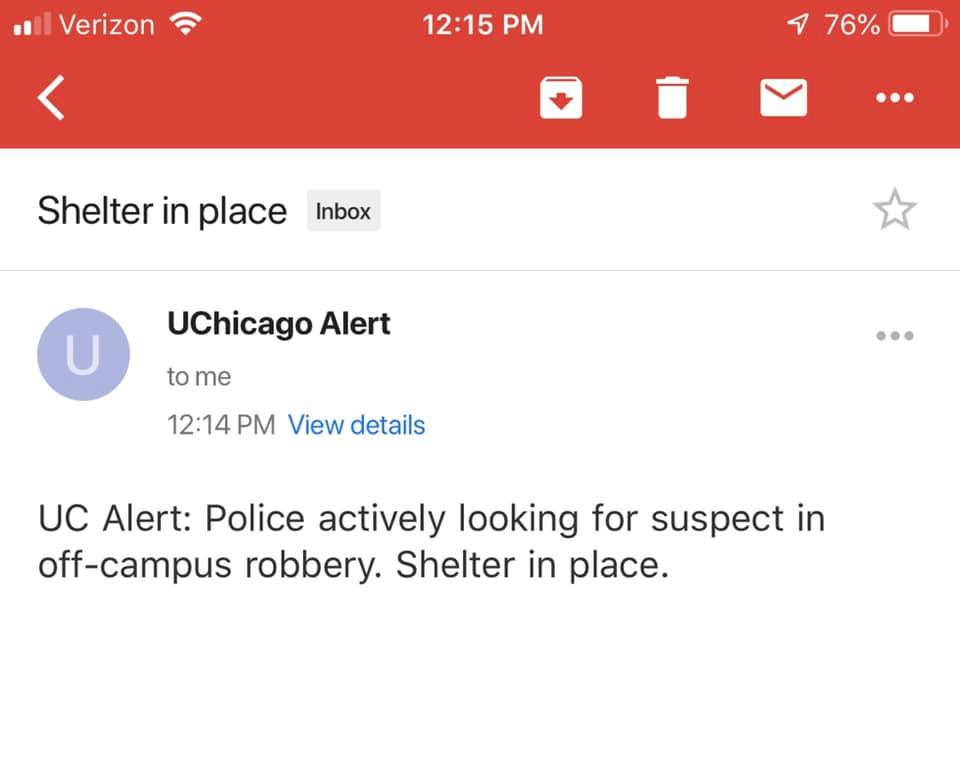 Verizon 12:15 PM 76%
Shelter in place Inbox
U
UChicago Alert
to me
12:14 PM View details
UC Alert: Police actively looking for suspect in
off-campus robbery. Shelter in place.